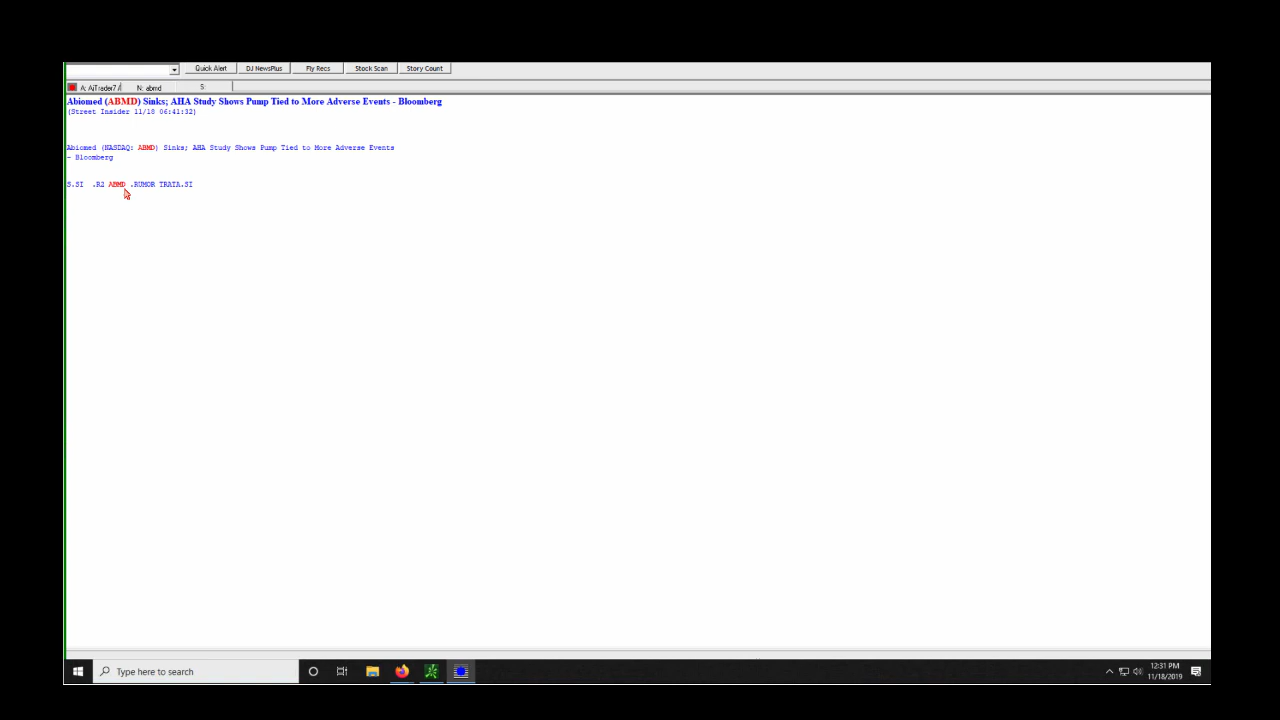 Quick Alert DJ NewsPlus Fly Recs Stock Scan Story Count
A: AiTrader7 /\ N: abmd S:
Abiomed (ABMD) Sinks; AHA Study Shows Pump Tied to More Adverse Events - Bloomberg
(Street Insider 11/18 06:41:32)
Abiomed (NASDAQ: ABMD) Sinks; AHA Study Shows Pump Tied to More Adverse Events
- Bloomberg
S.SI .R2 ABMD .RUMOR TRATA.SI
Type here to search
12:31 PM
11/18/2019